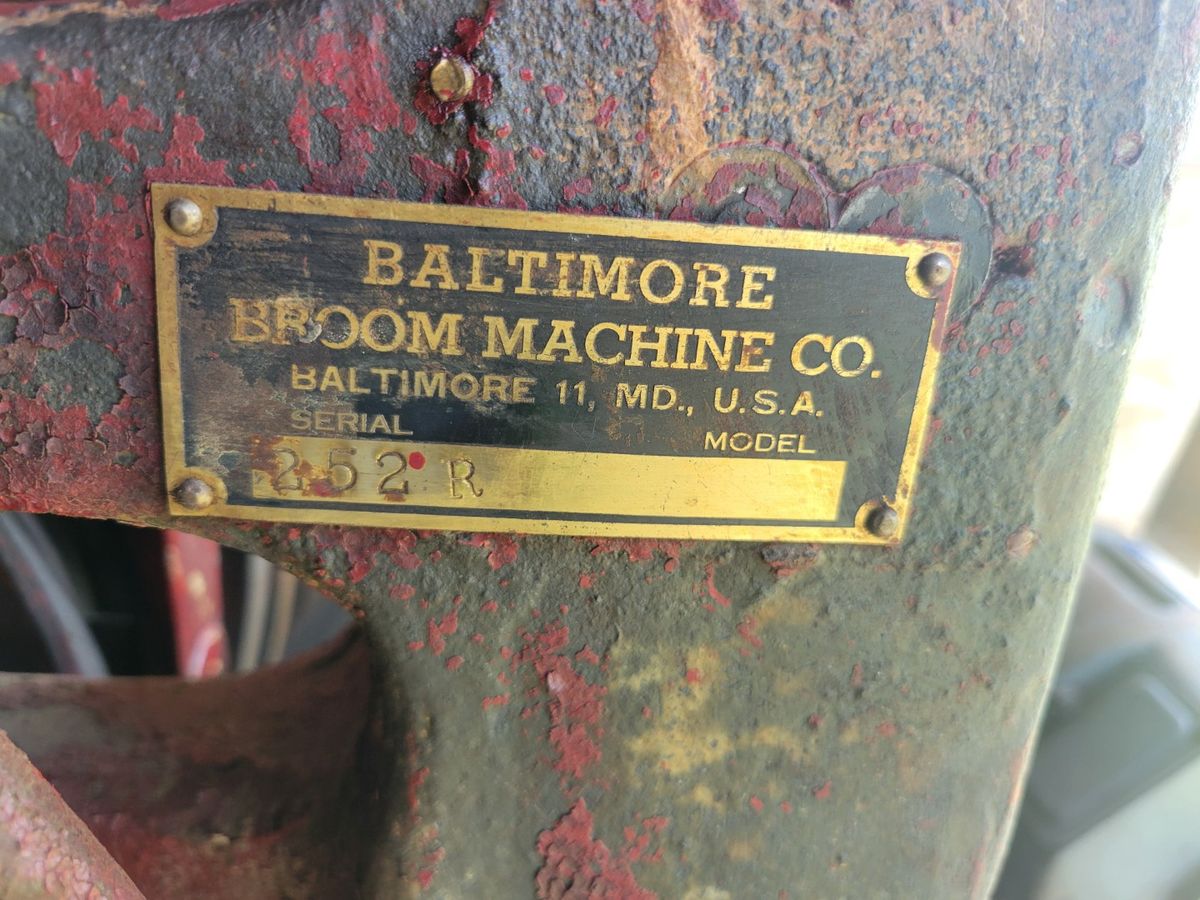 BALTIMORE
BROOM MACHINE CO.
BALTIMORE 11, MD., U.S.A.
SERIAL MODEL
252 R